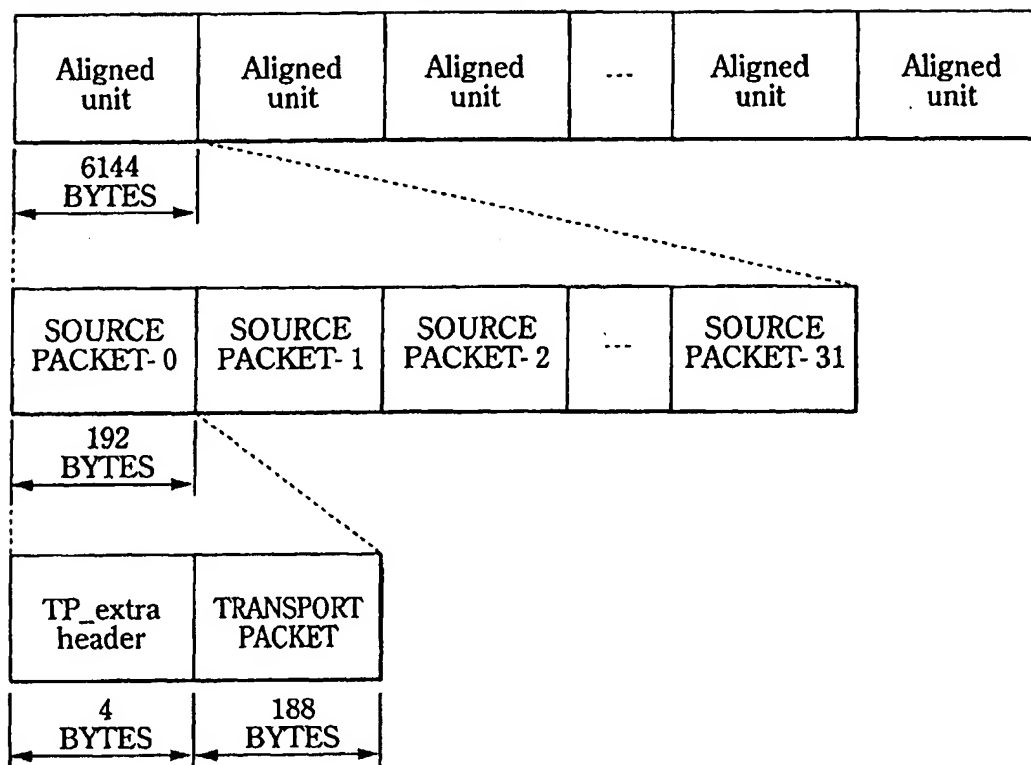 Aligned unit
Aligned unit
Aligned unit
...
Aligned unit
Aligned unit
6144 BYTES
SOURCE PACKET-0
SOURCE PACKET-1
SOURCE PACKET-2
...
SOURCE PACKET-31
192 BYTES
TP_extra header
TRANSPORT PACKET
4 BYTES
188 BYTES